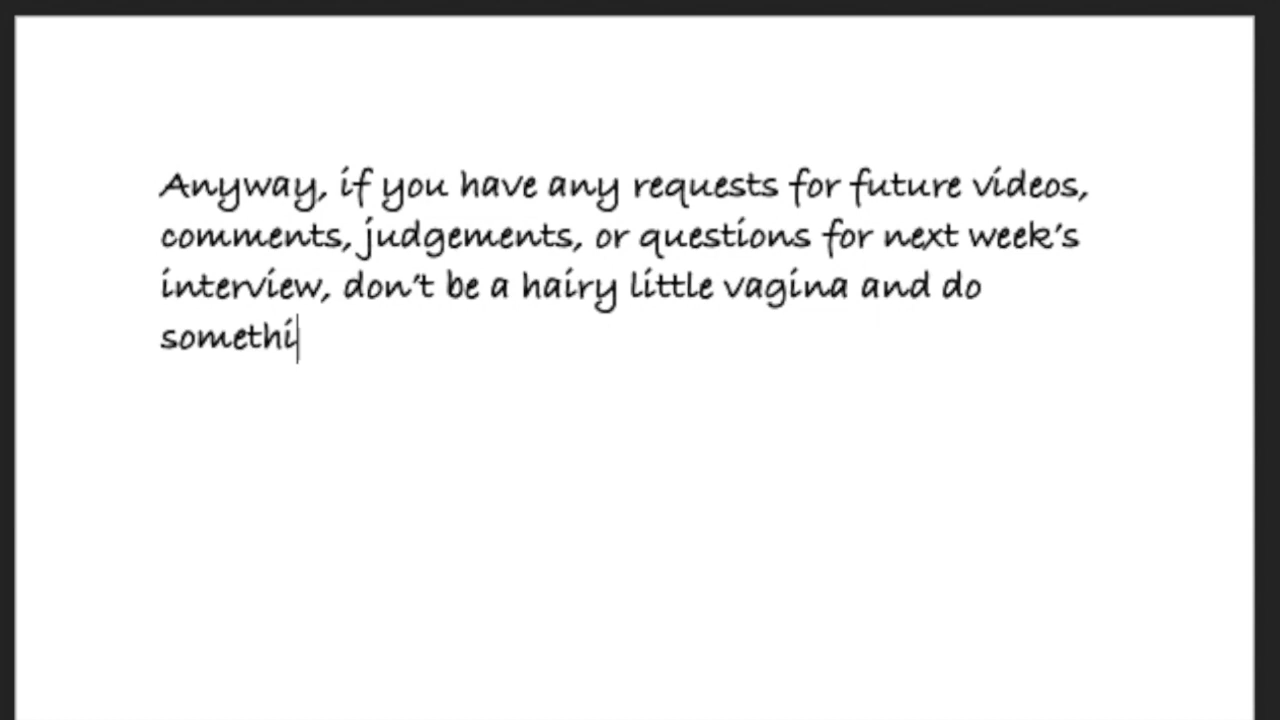 Anyway, if you have any requests for future videos,
comments, judgements, or questions for next week's
interview, don't be a hairy little vagina and do
somethi